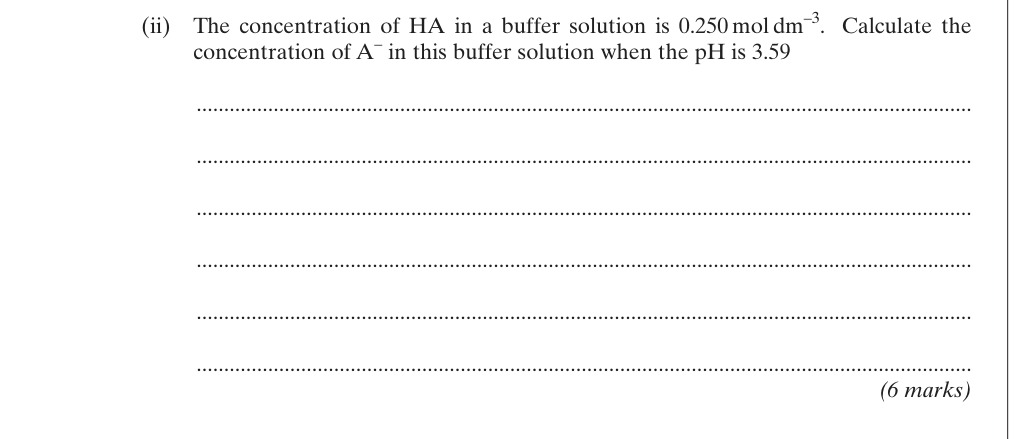 (ii) The concentration of HA in a buffer solution is 0.250 mol dm⁻³. Calculate the
concentration of A⁻ in this buffer solution when the pH is 3.59
(6 marks)